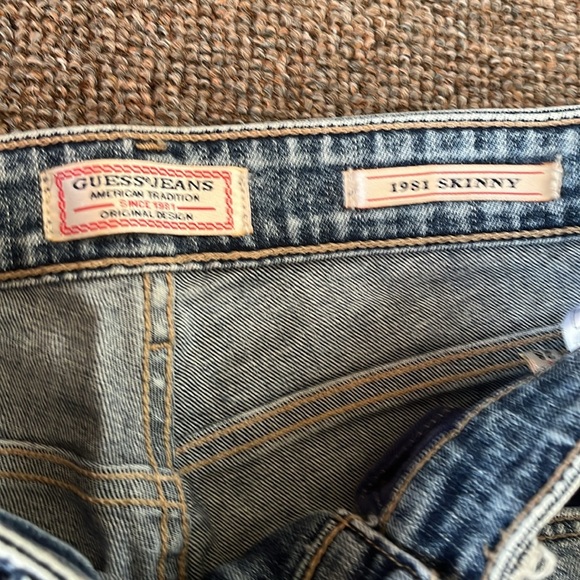 GUESS JEANS
AMERICAN TRADITION
SINCE 1981
ORIGINAL DESIGN
1981 SKINNY